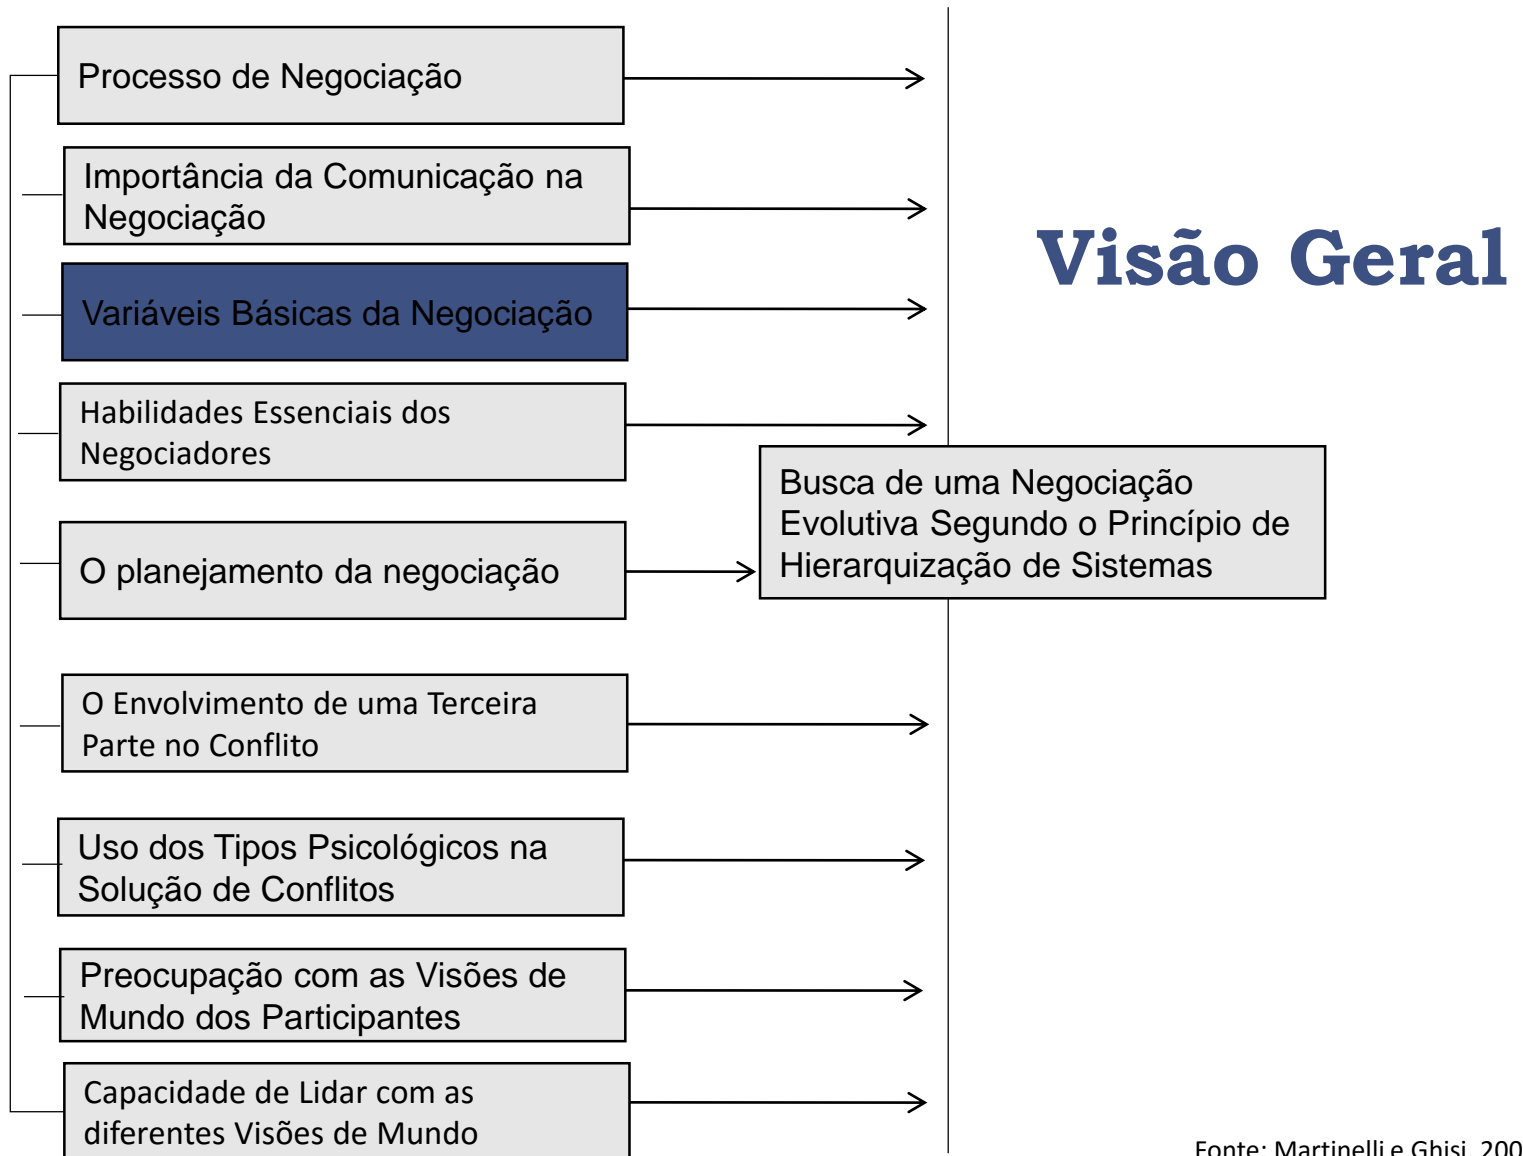 Processo de Negociação
Importância da Comunicação na
Negociação
Visão Geral
Variáveis Básicas da Negociação
Habilidades Essenciais dos
Negociadores
Busca de uma Negociação
Evolutiva Segundo o Princípio de
Hierarquização de Sistemas
O planejamento da negociação
O Envolvimento de uma Terceira
Parte no Conflito
Uso dos Tipos Psicológicos na
Solução de Conflitos
Preocupação com as Visões de
Mundo dos Participantes
Capacidade de Lidar com as
diferentes Visões de Mundo
Fonte: Martinelli e Ghisi, 200